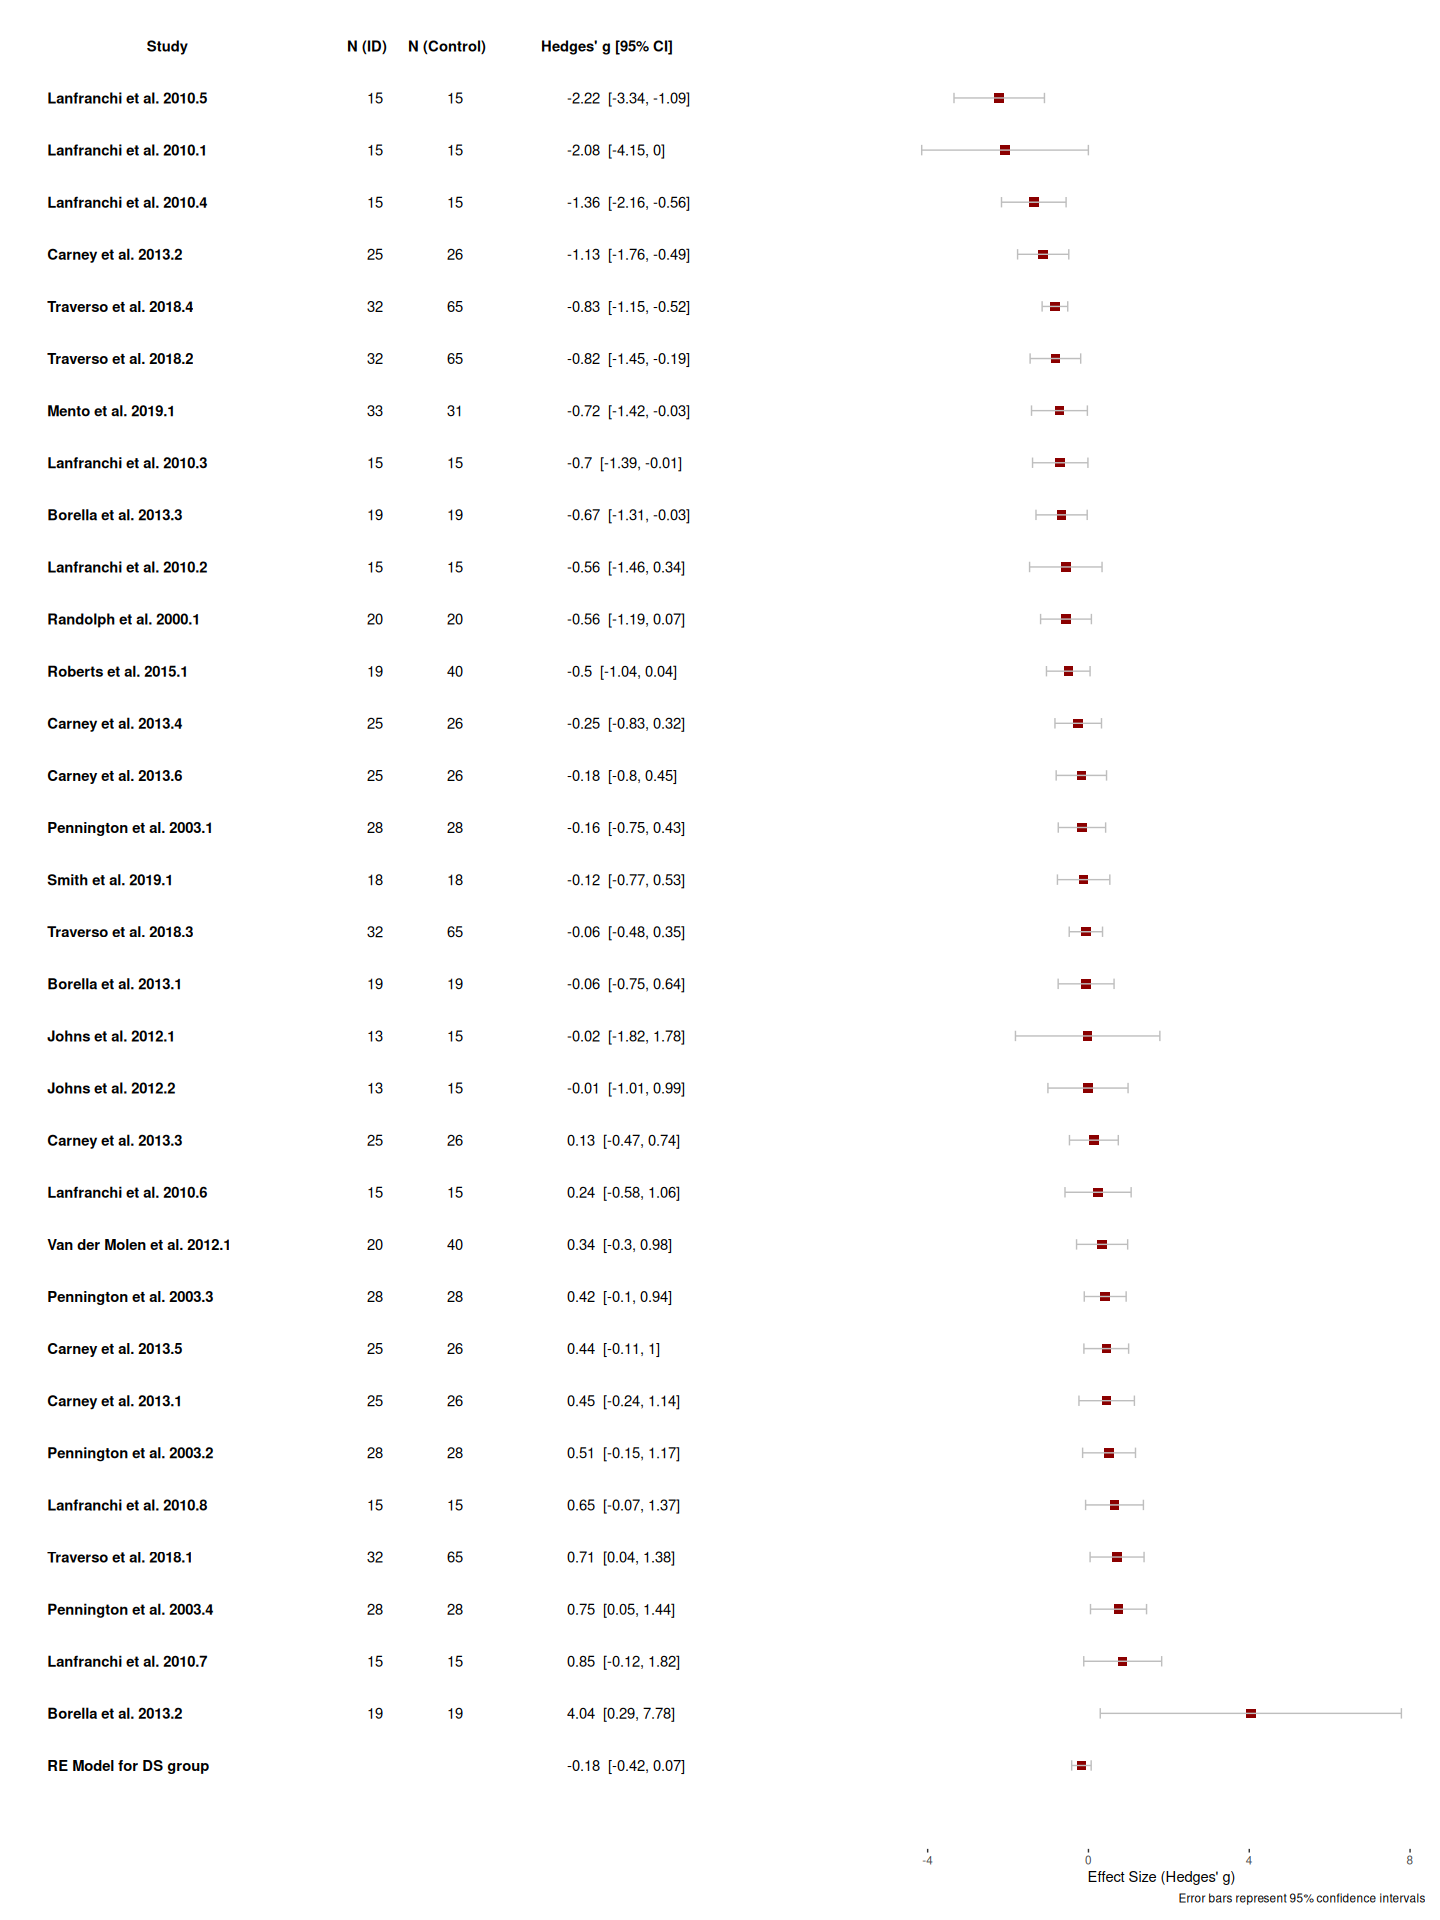 Study N (ID) N (Control) Hedges' g [95% CI]
Lanfranchi et al. 2010.5 15 15 -2.22 [-3.34, -1.09]
Lanfranchi et al. 2010.1 15 15 -2.08 [-4.15, 0]
Lanfranchi et al. 2010.4 15 15 -1.36 [-2.16, -0.56]
Carney et al. 2013.2 25 26 -1.13 [-1.76, -0.49]
Traverso et al. 2018.4 32 65 -0.83 [-1.15, -0.52]
Traverso et al. 2018.2 32 65 -0.82 [-1.45, -0.19]
Mento et al. 2019.1 33 31 -0.72 [-1.42, -0.03]
Lanfranchi et al. 2010.3 15 15 -0.7 [-1.39, -0.01]
Borella et al. 2013.3 19 19 -0.67 [-1.31, -0.03]
Lanfranchi et al. 2010.2 15 15 -0.56 [-1.46, 0.34]
Randolph et al. 2000.1 20 20 -0.56 [-1.19, 0.07]
Roberts et al. 2015.1 19 40 -0.5 [-1.04, 0.04]
Carney et al. 2013.4 25 26 -0.25 [-0.83, 0.32]
Carney et al. 2013.6 25 26 -0.18 [-0.8, 0.45]
Pennington et al. 2003.1 28 28 -0.16 [-0.75, 0.43]
Smith et al. 2019.1 18 18 -0.12 [-0.77, 0.53]
Traverso et al. 2018.3 32 65 -0.06 [-0.48, 0.35]
Borella et al. 2013.1 19 19 -0.06 [-0.75, 0.64]
Johns et al. 2012.1 13 15 -0.02 [-1.82, 1.78]
Johns et al. 2012.2 13 15 -0.01 [-1.01, 0.99]
Carney et al. 2013.3 25 26 0.13 [-0.47, 0.74]
Lanfranchi et al. 2010.6 15 15 0.24 [-0.58, 1.06]
Van der Molen et al. 2012.1 20 40 0.34 [-0.3, 0.98]
Pennington et al. 2003.3 28 28 0.42 [-0.1, 0.94]
Carney et al. 2013.5 25 26 0.44 [-0.11, 1]
Carney et al. 2013.1 25 26 0.45 [-0.24, 1.14]
Pennington et al. 2003.2 28 28 0.51 [-0.15, 1.17]
Lanfranchi et al. 2010.8 15 15 0.65 [-0.07, 1.37]
Traverso et al. 2018.1 32 65 0.71 [0.04, 1.38]
Pennington et al. 2003.4 28 28 0.75 [0.05, 1.44]
Lanfranchi et al. 2010.7 15 15 0.85 [-0.12, 1.82]
Borella et al. 2013.2 19 19 4.04 [0.29, 7.78]
RE Model for DS group -0.18 [-0.42, 0.07]
-4 0 4 8
Effect Size (Hedges' g)
Error bars represent 95% confidence intervals